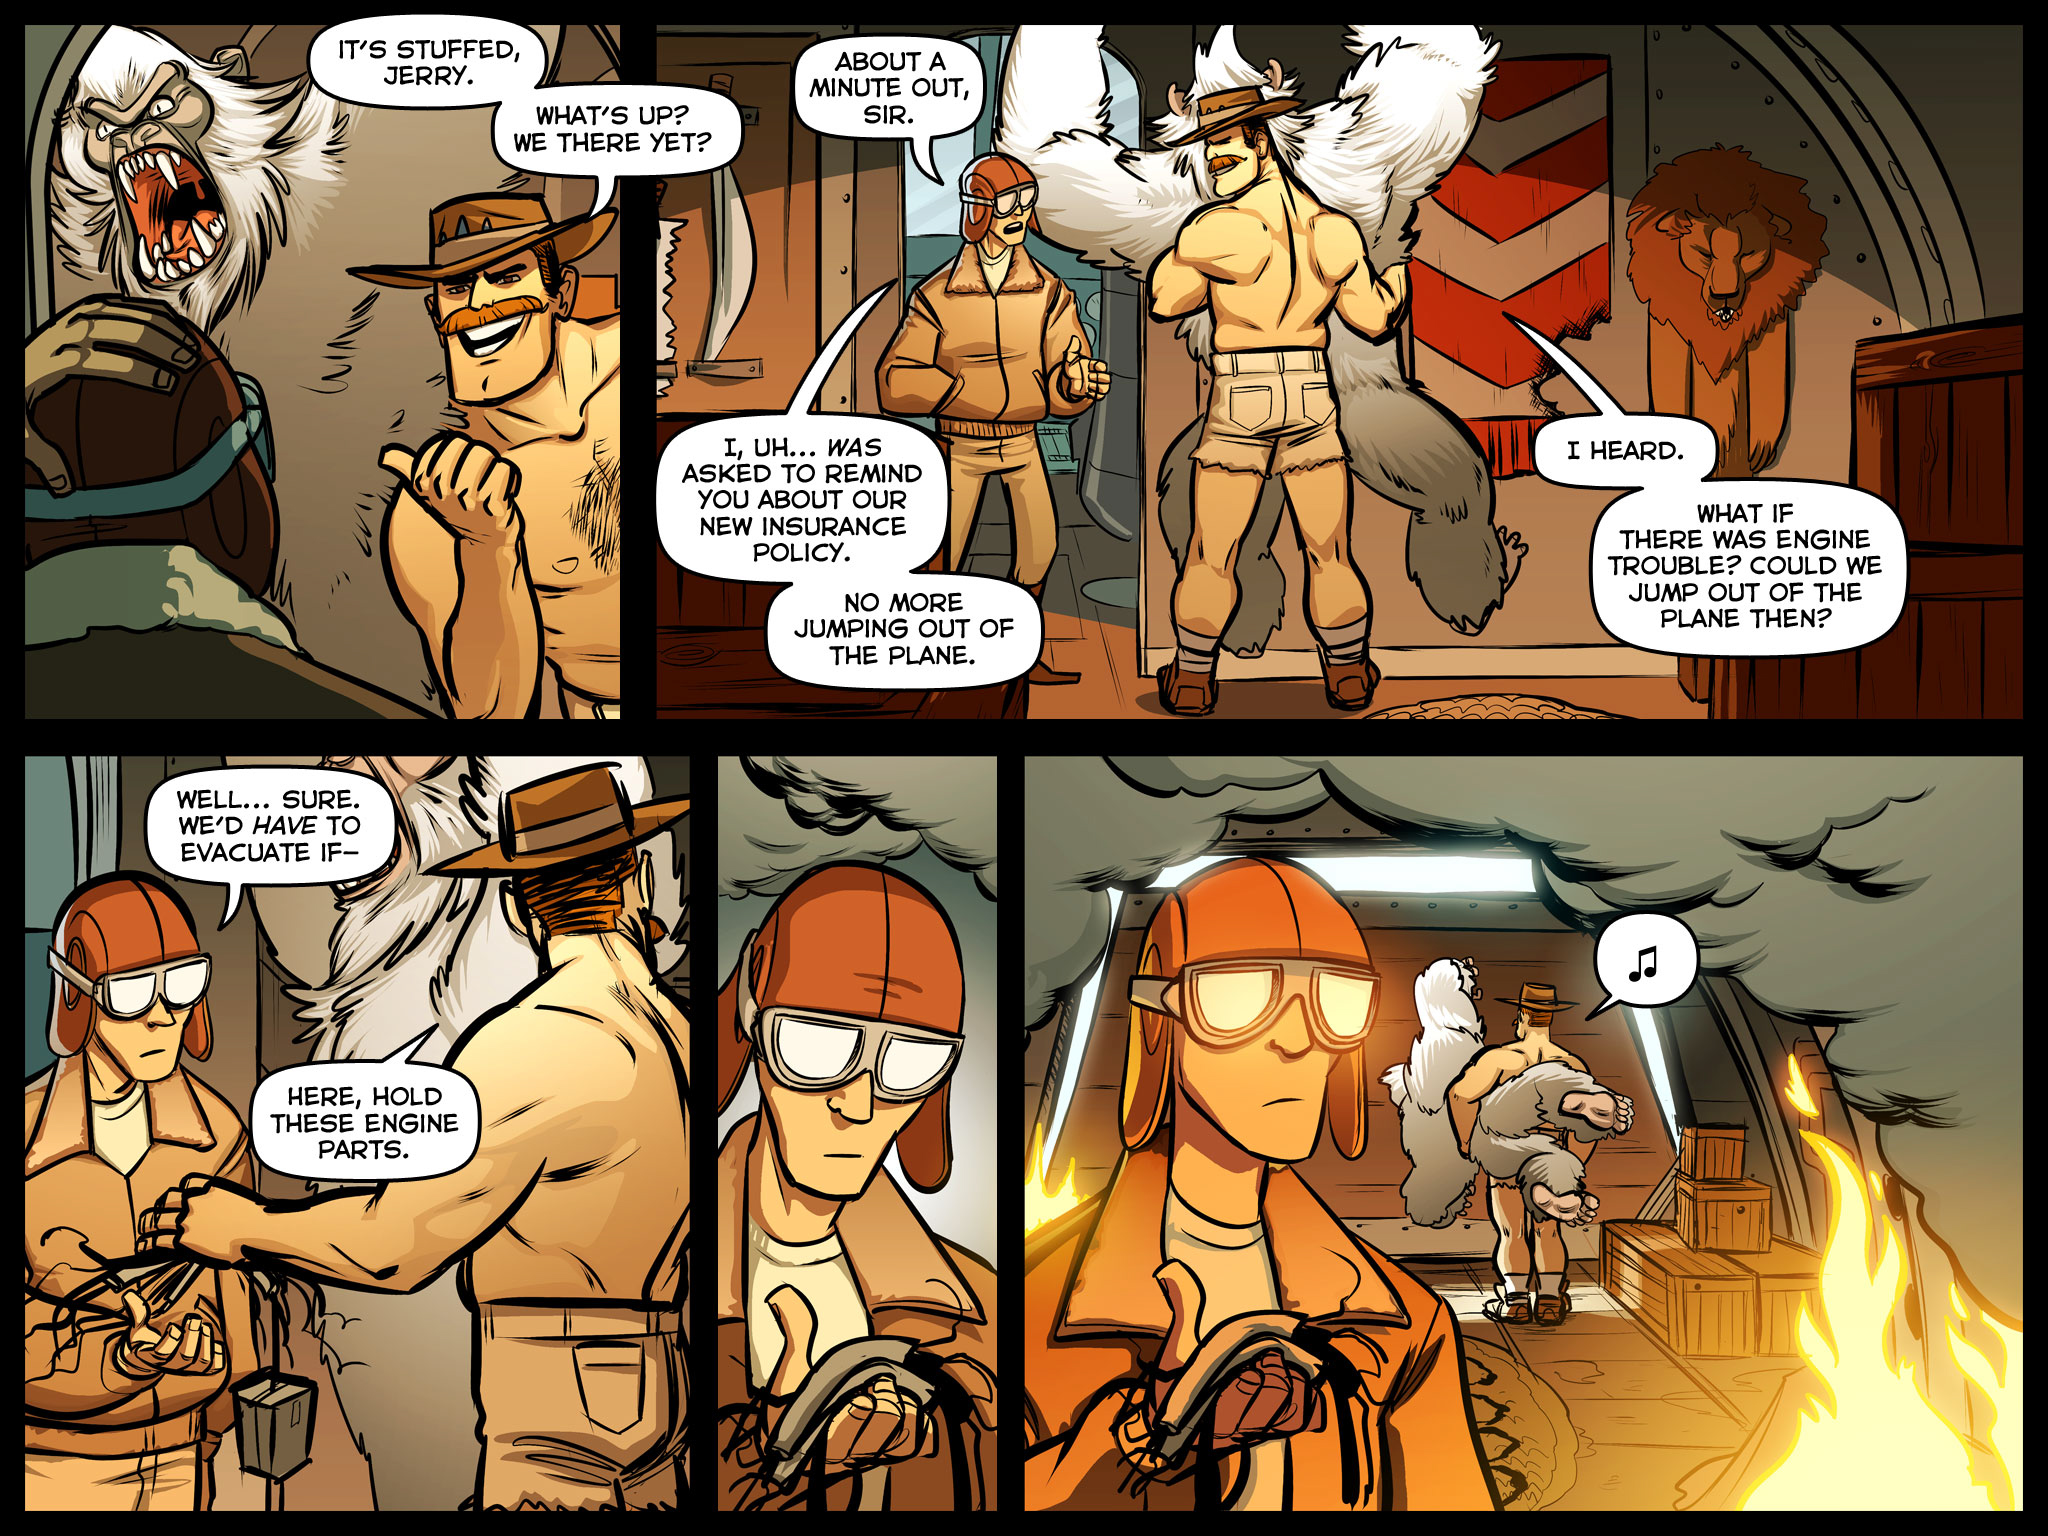 IT'S STUFFED,
JERRY.
WHAT'S UP?
WE THERE YET?
ABOUT A
MINUTE OUT,
SIR.
I, UH... WAS
ASKED TO REMIND
YOU ABOUT OUR
NEW INSURANCE
POLICY.
NO MORE
JUMPING OUT OF
THE PLANE.
I HEARD.
WHAT IF
THERE WAS ENGINE
TROUBLE? COULD WE
JUMP OUT OF THE
PLANE THEN?
WELL... SURE.
WE'D HAVE TO
EVACUATE IF–
HERE, HOLD
THESE ENGINE
PARTS.
♫